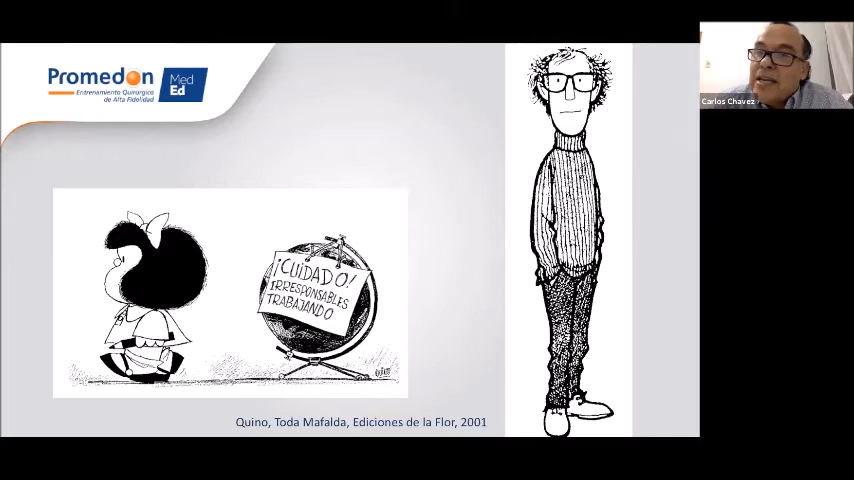 Promedon
Entrenamiento Quirúrgico
de Alta Fidelidad
Med
Ed
Carlos Chavez
¡CUIDADO!
IRRESPONSABLES
TRABAJANDO
Quino, Toda Mafalda, Ediciones de la Flor, 2001